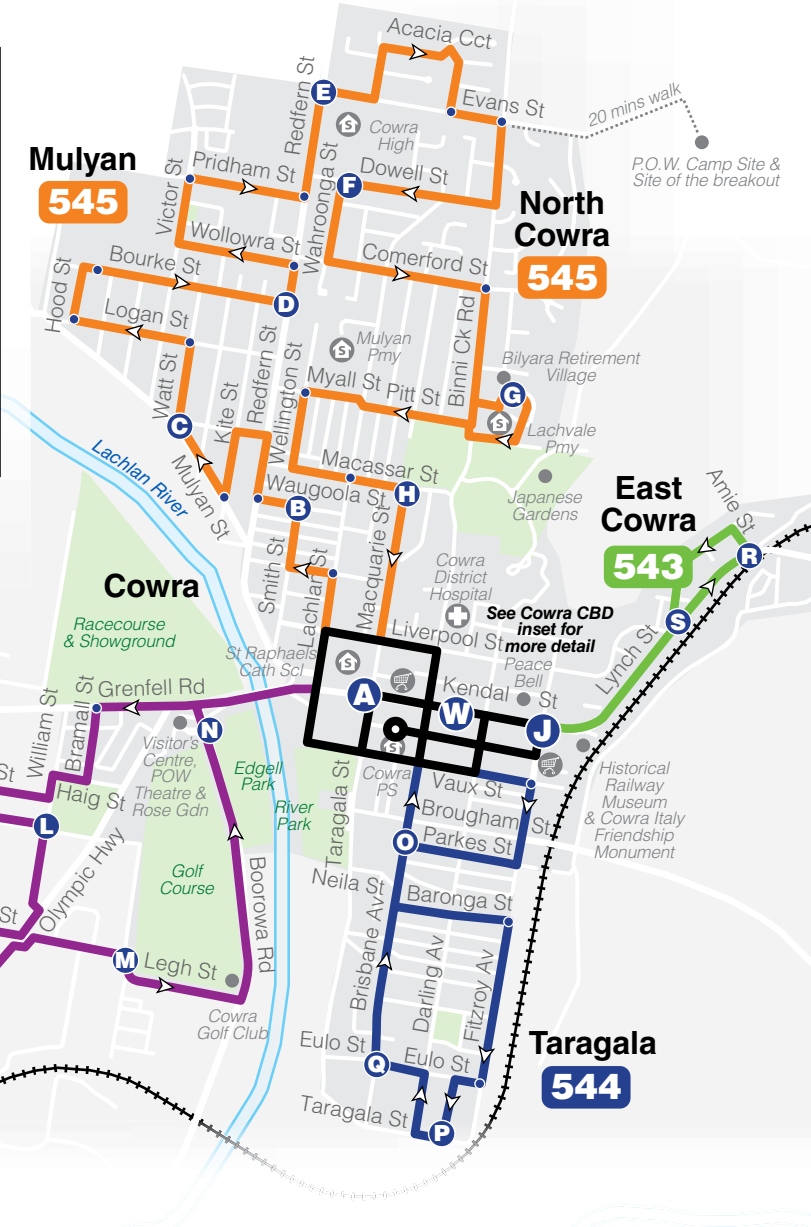 Acacia Cct
Redfern St
E
Evans St
20 mins walk
S
Cowra
High
P.O.W. Camp Site &
Site of the breakout
Mulyan
545
Victor St
Pridham St
Wahroonga St
F
Dowell St
North
Cowra
545
Wollowra St
Bourke St
Comerford St
Hood St
D
Logan St
Binni Ck Rd
Watt St
Kite St
Redfern St
Wellington St
S
Mulyan
Pmy
Bilyara Retirement
Village
Myall St
Pitt St
G
S
C
Lachvale
Pmy
Lachlan River
Mulyan St
Macassar St
Waugoola St
H
B
Japanese
Gardens
East
Cowra
543
Amie St
R
S
Lynch St
Smith St
Lachlan St
Macquarie St
Cowra
District
Hospital
See Cowra CBD
inset for
more detail
Cowra
Racecourse
& Showground
Liverpool St
St Raphaels
Cath Scl
S
Peace
Bell
Kendal St
A
W
J
S
Grenfell Rd
William St
Bramall St
N
Visitor's
Centre,
POW
Theatre &
Rose Gdn
Edgell
Park
River
Park
Cowra
PS
Vaux St
Historical
Railway
Museum
& Cowra Italy
Friendship
Monument
St
Haig St
L
Taragala St
Brougham St
O
Parkes St
Olympic Hwy
Golf
Course
Boorowa Rd
Neila St
Baronga St
St
M
Legh St
Brisbane Av
Darling Av
Fitzroy Av
Cowra
Golf Club
Eulo St
Q
Eulo St
Taragala
544
Taragala St
P